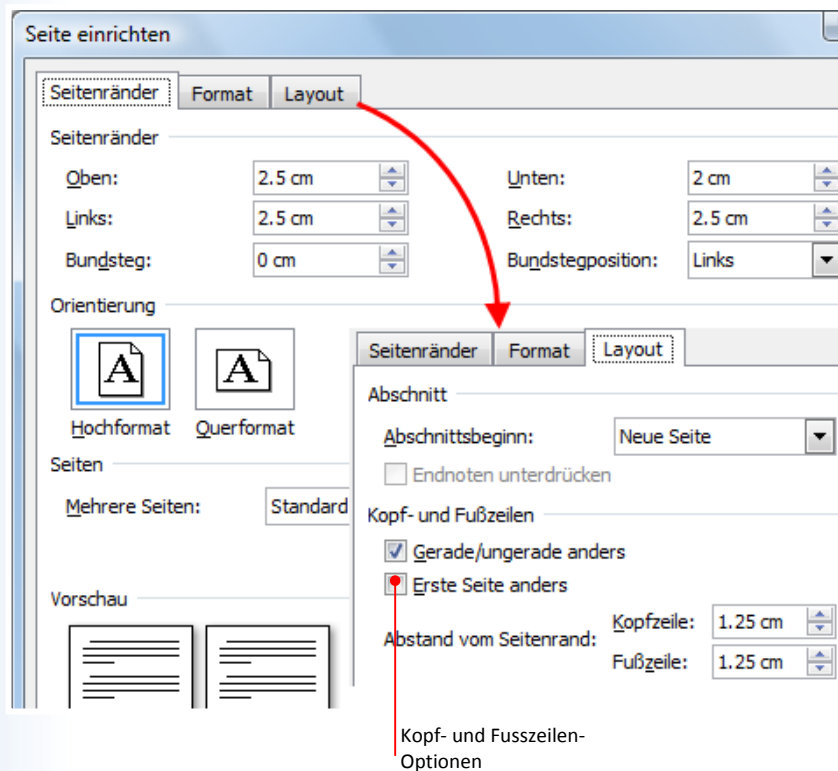 Seite einrichten
Seitenränder Format Layout
Seitenränder
Oben: 2.5 cm Unten: 2 cm
Links: 2.5 cm Rechts: 2.5 cm
Bundsteg: 0 cm Bundstegposition: Links
Orientierung
A A
Hochformat Querformat
Seiten
Mehrere Seiten: Standard
Vorschau
Seitenränder Format Layout
Abschnitt
Abschnittsbeginn: Neue Seite
Endnoten unterdrücken
Kopf- und Fußzeilen
Gerade/ungerade anders
Erste Seite anders
Abstand vom Seitenrand:
Kopfzeile: 1.25 cm
Fußzeile: 1.25 cm
Kopf- und Fusszeilen-
Optionen